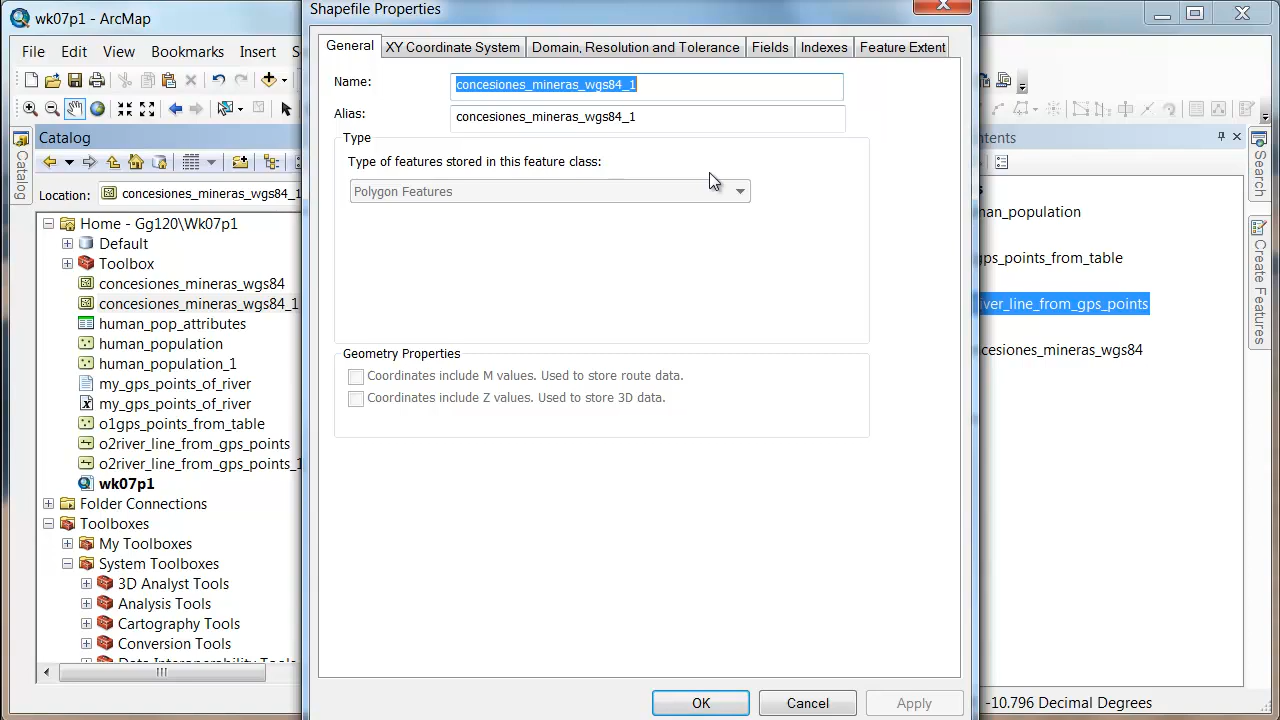 wk07p1 - ArcMap
Shapefile Properties
File Edit View Bookmarks Insert
General XY Coordinate System Domain, Resolution and Tolerance Fields Indexes Feature Extent
Name: concesiones_mineras_wgs84_1
Alias: concesiones_mineras_wgs84_1
Type
Type of features stored in this feature class:
Polygon Features
Geometry Properties
Coordinates include M values. Used to store route data.
Coordinates include Z values. Used to store 3D data.
OK Cancel Apply
Catalog
Catalog
Location: concesiones_mineras_wgs84_1
Home - Gg120\Wk07p1
Default
Toolbox
concesiones_mineras_wgs84
concesiones_mineras_wgs84_1
human_pop_attributes
human_population
human_population_1
my_gps_points_of_river
my_gps_points_of_river
o1gps_points_from_table
o2river_line_from_gps_points
o2river_line_from_gps_points_1
wk07p1
Folder Connections
Toolboxes
My Toolboxes
System Toolboxes
3D Analyst Tools
Analysis Tools
Cartography Tools
Conversion Tools
Data Interoperability Tools
ntents
s
an_population
gps_points_from_table
iver_line_from_gps_points
cesiones_mineras_wgs84
Search
Create Features
-10.796 Decimal Degrees